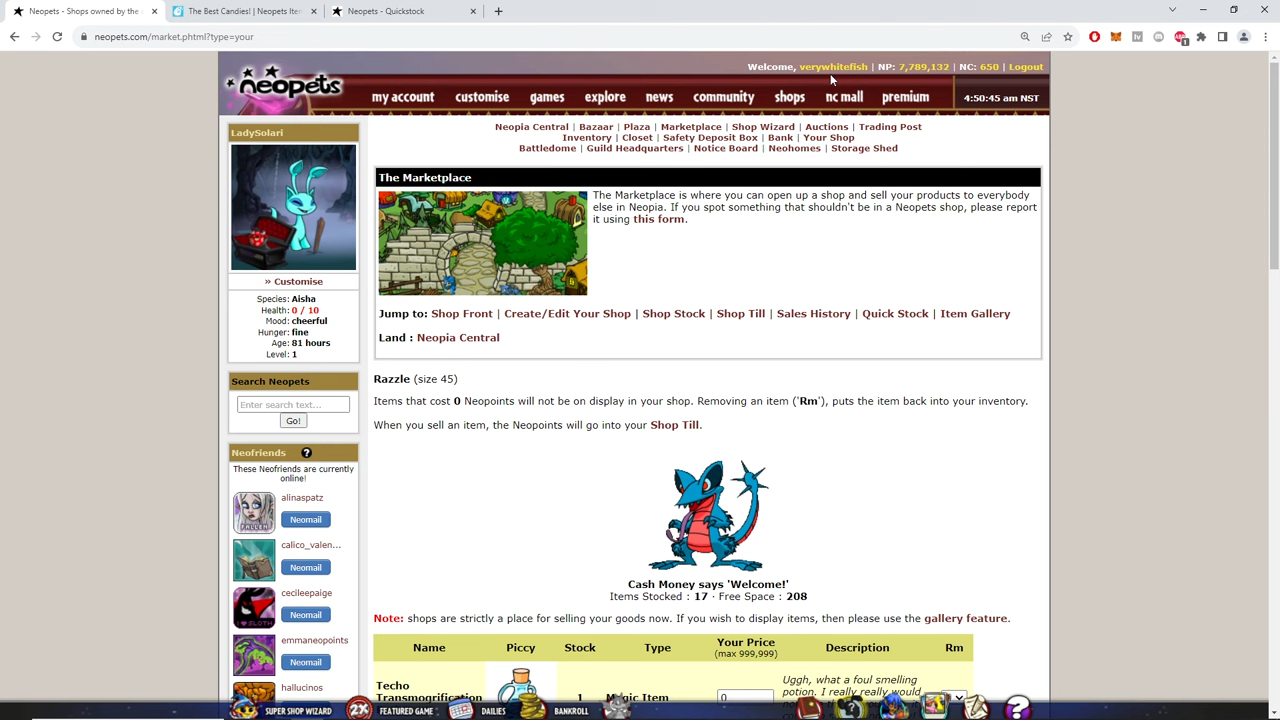 Neopets - Shops owned by the
The Best Candies! | Neopets Ite
Neopets - Quickstock
neopets.com/market.phtml?type=your
Welcome, verywhitefish | NP: 7,789,132 | NC: 650 | Logout
neopets
my account customise games explore news community shops nc mall premium 4:50:45 am NST
LadySolari
Neopia Central | Bazaar | Plaza | Marketplace | Shop Wizard | Auctions | Trading Post
Inventory | Closet | Safety Deposit Box | Bank | Your Shop
Battledome | Guild Headquarters | Notice Board | Neohomes | Storage Shed
The Marketplace
The Marketplace is where you can open up a shop and sell your products to everybody
else in Neopia. If you spot something that shouldn't be in a Neopets shop, please report
it using this form.
» Customise
Species: Aisha
Health: 0 / 10
Mood: cheerful
Hunger: fine
Age: 81 hours
Level: 1
Jump to: Shop Front | Create/Edit Your Shop | Shop Stock | Shop Till | Sales History | Quick Stock | Item Gallery
Land : Neopia Central
Search Neopets
Enter search text...
Go!
Razzle (size 45)
Items that cost 0 Neopoints will not be on display in your shop. Removing an item ('Rm'), puts the item back into your inventory.
When you sell an item, the Neopoints will go into your Shop Till.
Neofriends ?
These Neofriends are currently
online!
alinaspatz
FALLEN
Neomail
calico_valen...
Neomail
cecileepaige
SLOTH
Neomail
emmaneopoints
Neomail
hallucinos
Cash Money says 'Welcome!'
Items Stocked : 17 · Free Space : 208
Note: shops are strictly a place for selling your goods now. If you wish to display items, then please use the gallery feature.
Name Piccy Stock Type Your Price Description Rm
(max 999,999)
Techo
Transmogrification
1
Magic Item
0
Uggh, what a foul smelling
potion. I really really would
SUPER SHOP WIZARD
2X FEATURED GAME
DAILIES
BANKROLL
?